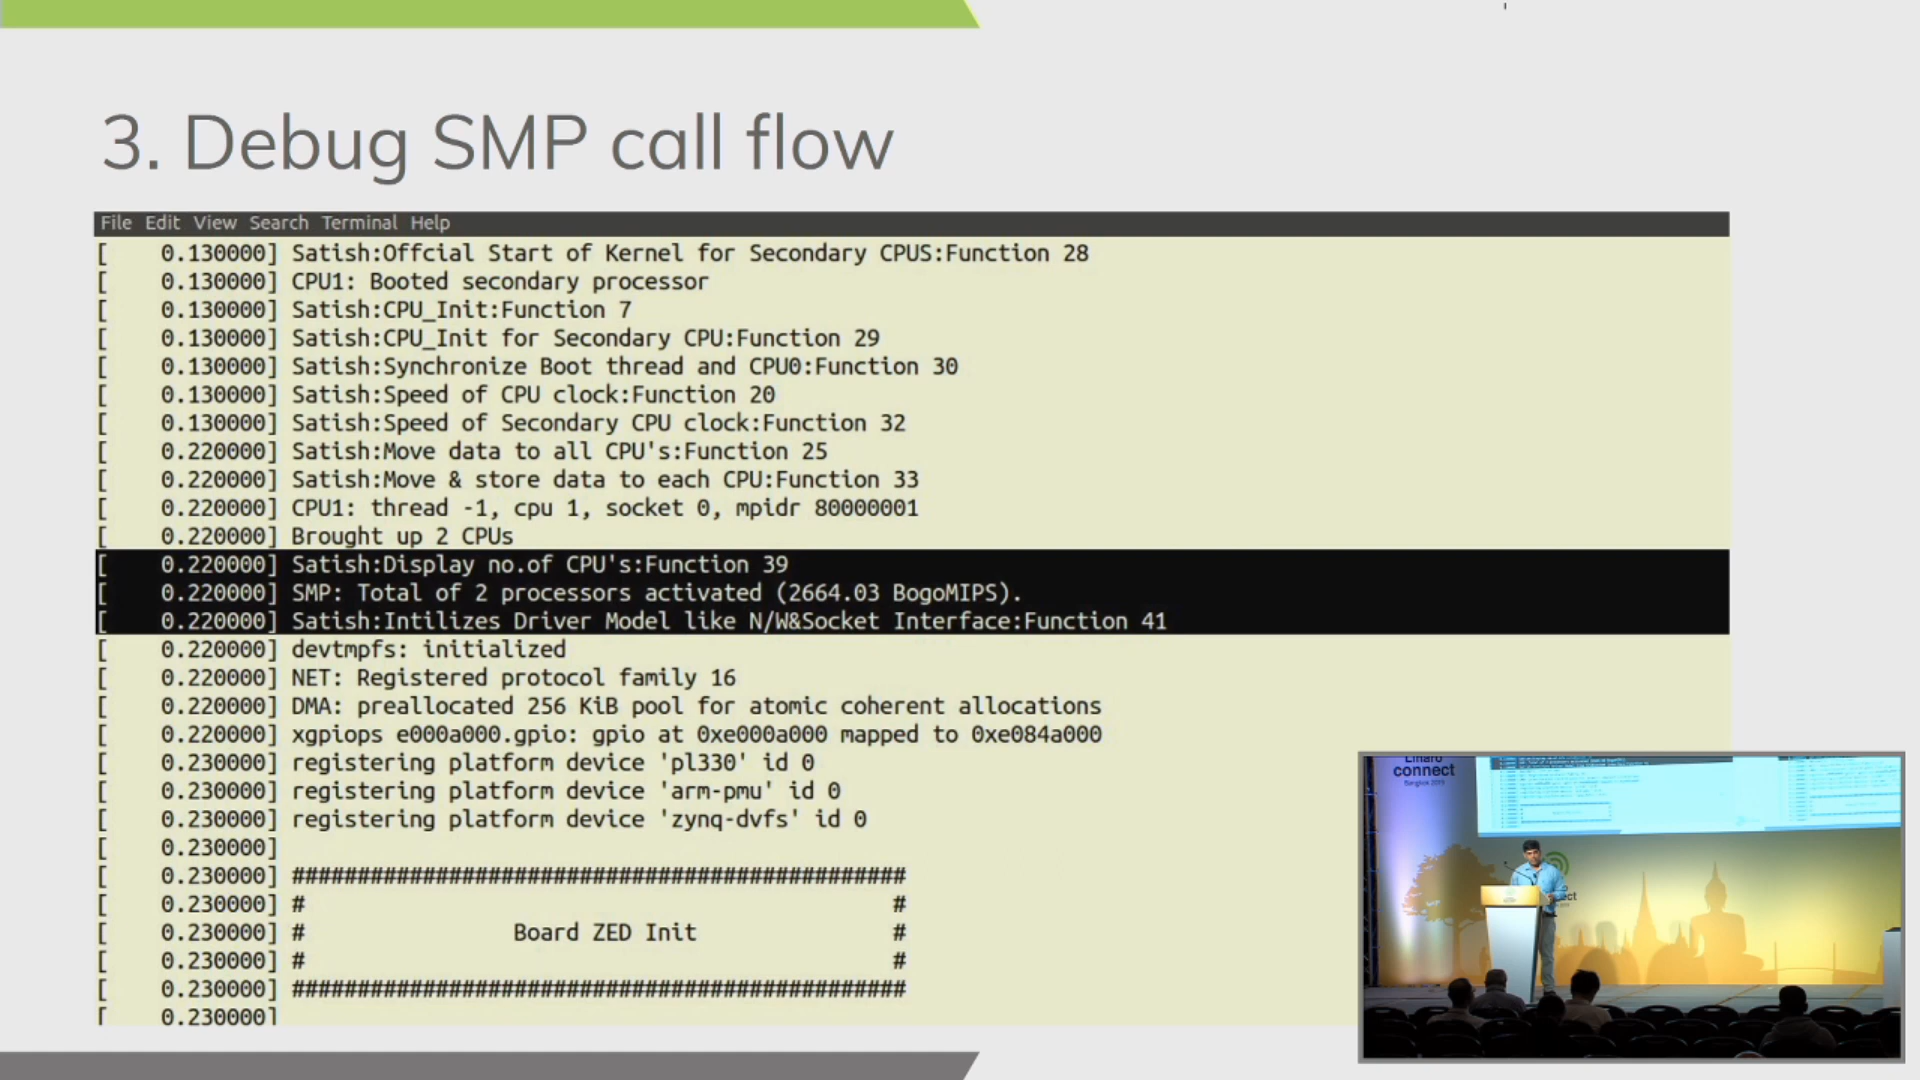 3. Debug SMP call flow
File Edit View Search Terminal Help
[    0.130000] Satish:Offcial Start of Kernel for Secondary CPUS:Function 28
[    0.130000] CPU1: Booted secondary processor
[    0.130000] Satish:CPU_Init:Function 7
[    0.130000] Satish:CPU_Init for Secondary CPU:Function 29
[    0.130000] Satish:Synchronize Boot thread and CPU0:Function 30
[    0.130000] Satish:Speed of CPU clock:Function 20
[    0.130000] Satish:Speed of Secondary CPU clock:Function 32
[    0.220000] Satish:Move data to all CPU's:Function 25
[    0.220000] Satish:Move & store data to each CPU:Function 33
[    0.220000] CPU1: thread -1, cpu 1, socket 0, mpidr 80000001
[    0.220000] Brought up 2 CPUs
[    0.220000] Satish:Display no.of CPU's:Function 39
[    0.220000] SMP: Total of 2 processors activated (2664.03 BogoMIPS).
[    0.220000] Satish:Intilizes Driver Model like N/W&Socket Interface:Function 41
[    0.220000] devtmpfs: initialized
[    0.220000] NET: Registered protocol family 16
[    0.220000] DMA: preallocated 256 KiB pool for atomic coherent allocations
[    0.220000] xgpiops e000a000.gpio: gpio at 0xe000a000 mapped to 0xe084a000
[    0.230000] registering platform device 'pl330' id 0
[    0.230000] registering platform device 'arm-pmu' id 0
[    0.230000] registering platform device 'zynq-dvfs' id 0
[    0.230000]
[    0.230000] ###############################################
[    0.230000] #                                             #
[    0.230000] #                Board ZED Init               #
[    0.230000] #                                             #
[    0.230000] ###############################################
[    0.230000]
Linaro
connect
Bangkok 2019